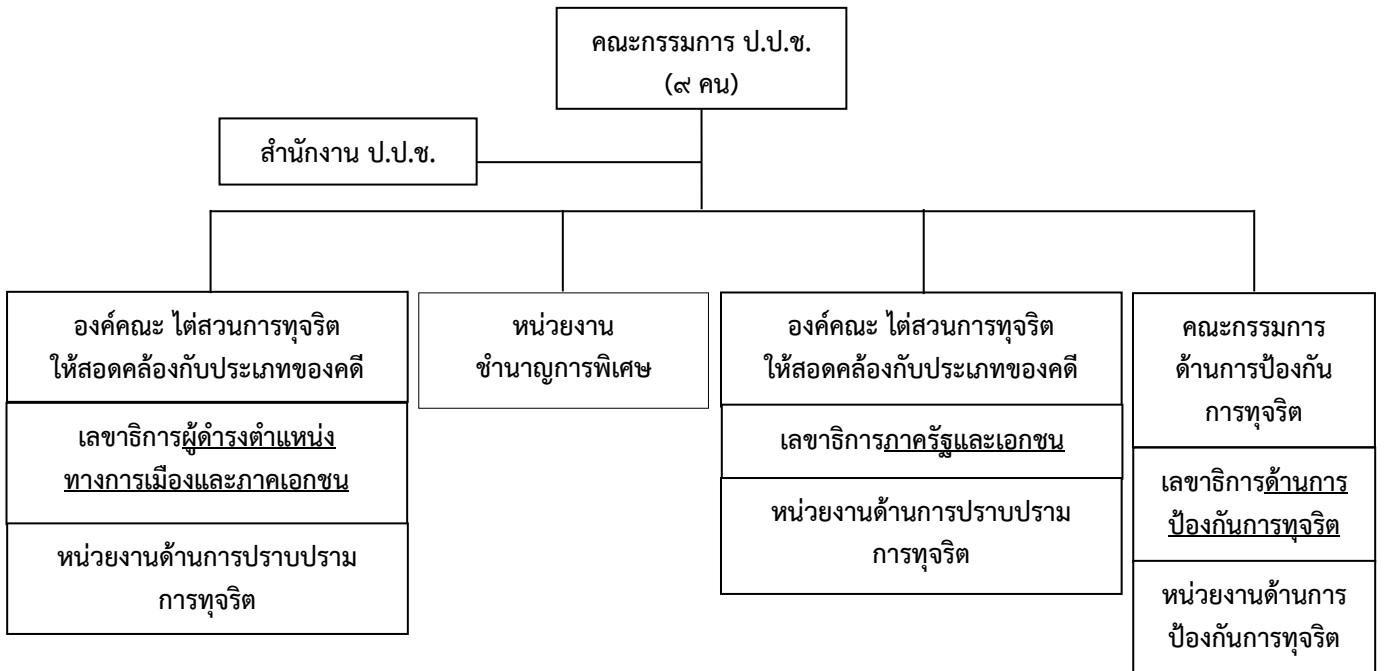 คณะกรรมการ ป.ป.ช.
(๙ คน)
สำนักงาน ป.ป.ช.
องค์คณะ ไต่สวนการทุจริต
ให้สอดคล้องกับประเภทของคดี
เลขาธิการผู้ดำรงตำแหน่ง
ทางการเมืองและภาคเอกชน
หน่วยงานด้านการปราบปราม
การทุจริต
หน่วยงาน
ชำนาญการพิเศษ
องค์คณะ ไต่สวนการทุจริต
ให้สอดคล้องกับประเภทของคดี
เลขาธิการภาครัฐและเอกชน
หน่วยงานด้านการปราบปราม
การทุจริต
คณะกรรมการ
ด้านการป้องกัน
การทุจริต
เลขาธิการด้านการ
ป้องกันการทุจริต
หน่วยงานด้านการ
ป้องกันการทุจริต